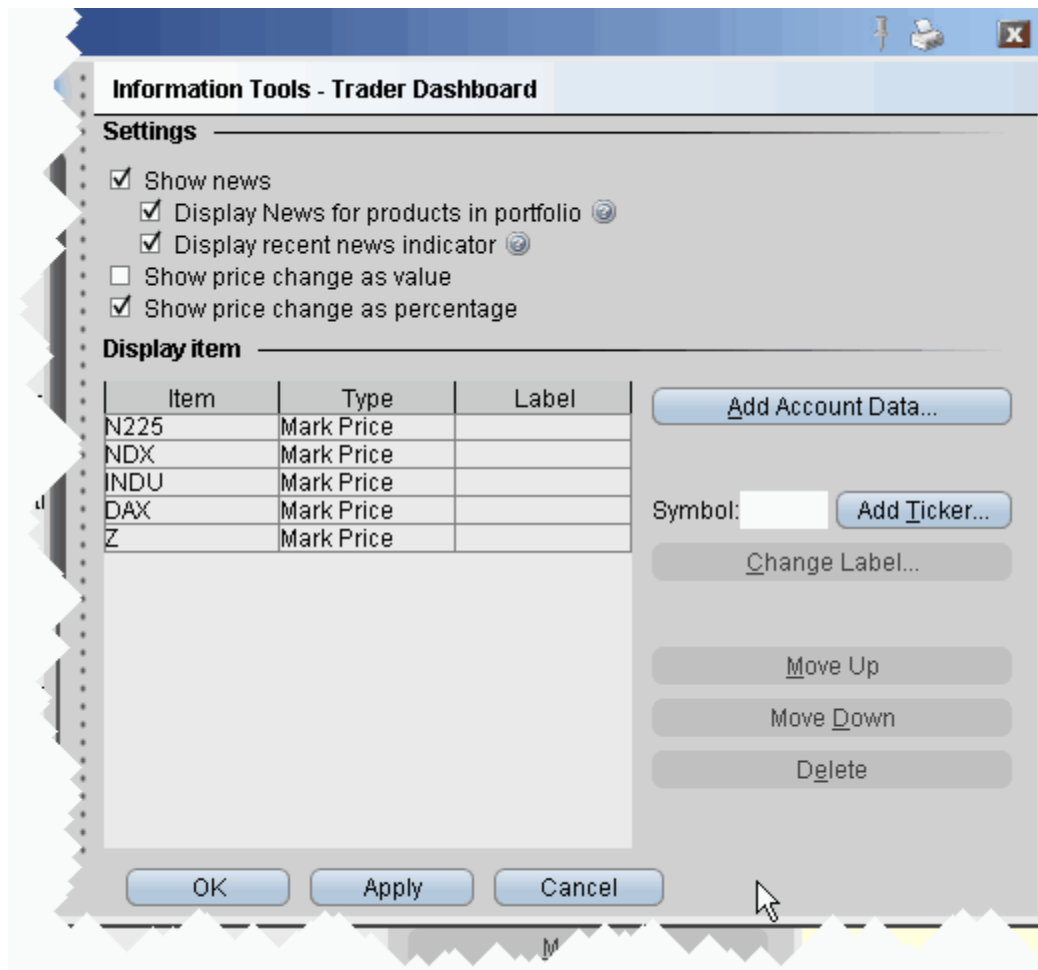 Information Tools - Trader Dashboard
Settings
Show news
Display News for products in portfolio
Display recent news indicator
Show price change as value
Show price change as percentage
Display item
Item Type Label
N225 Mark Price
NDX Mark Price
INDU Mark Price
DAX Mark Price
Z Mark Price
Add Account Data...
Symbol: Add Ticker...
Change Label...
Move Up
Move Down
Delete
OK Apply Cancel